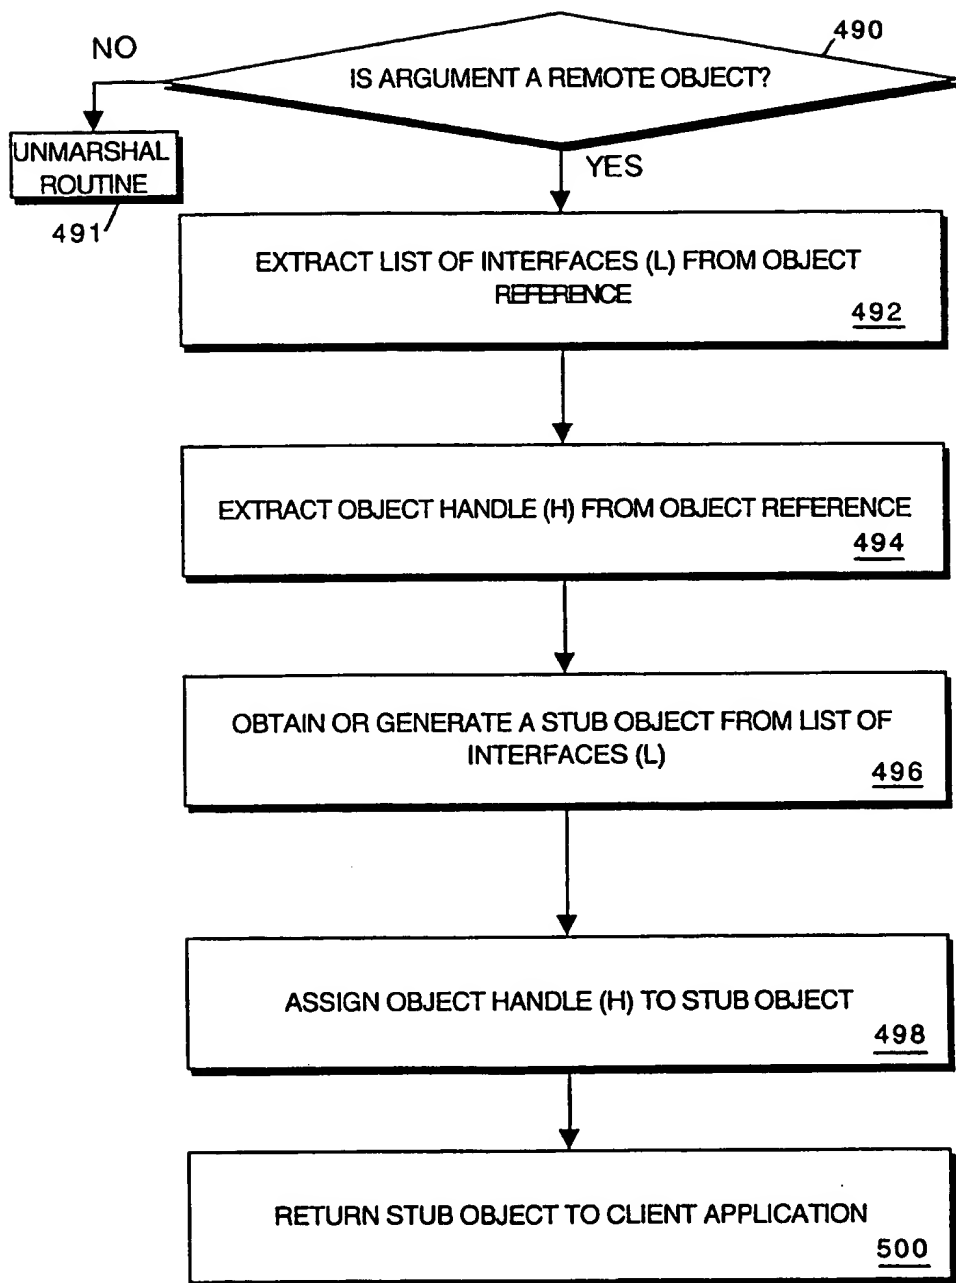 490
NO
IS ARGUMENT A REMOTE OBJECT?
UNMARSHAL
ROUTINE
491
YES
EXTRACT LIST OF INTERFACES (L) FROM OBJECT
REFERENCE
492
EXTRACT OBJECT HANDLE (H) FROM OBJECT REFERENCE
494
OBTAIN OR GENERATE A STUB OBJECT FROM LIST OF
INTERFACES (L)
496
ASSIGN OBJECT HANDLE (H) TO STUB OBJECT
498
RETURN STUB OBJECT TO CLIENT APPLICATION
500